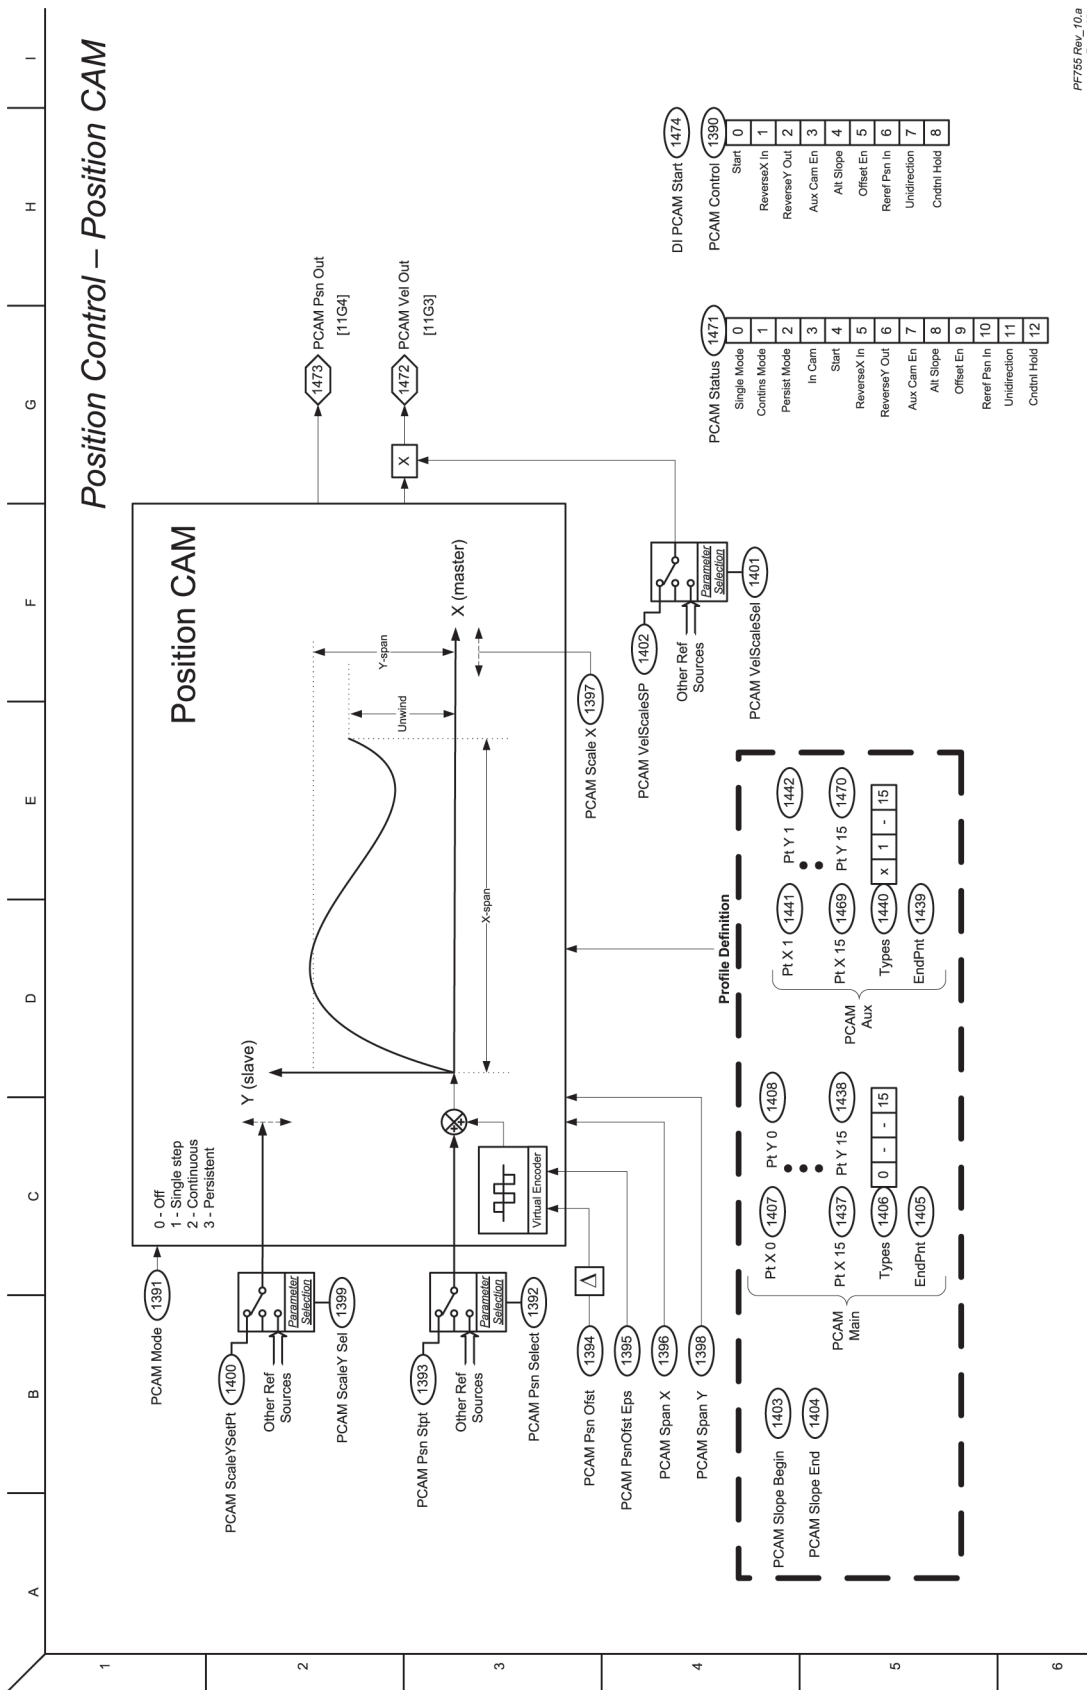 A
B
C
D
E
F
G
H
I
1
2
3
4
5
6
Position Control – Position CAM
PCAM Mode 1391
0 - Off
1 - Single step
2 - Continuous
3 - Persistent
Position CAM
PCAM ScaleYSetPt 1400
Other Ref
Sources
Parameter
Selection
PCAM ScaleY Sel 1399
Y (slave)
X (master)
Y-span
Unwind
X-span
PCAM Psn Stpt 1393
Other Ref
Sources
Parameter
Selection
PCAM Psn Select 1392
+
+
Virtual Encoder
PCAM Psn Ofst 1394
Δ
PCAM PsnOfst Eps 1395
PCAM Span X 1396
PCAM Span Y 1398
PCAM Scale X 1397
PCAM VelScaleSP 1402
Other Ref
Sources
Parameter
Selection
PCAM VelScaleSel 1401
X
1473 PCAM Psn Out
[11G4]
1472 PCAM Vel Out
[11G3]
DI PCAM Start 1474
PCAM Control 1390
Start 0
ReverseX In 1
ReverseY Out 2
Aux Cam En 3
Alt Slope 4
Offset En 5
Reref Psn In 6
Unidirection 7
Cndtnl Hold 8
PCAM Status 1471
Single Mode 0
Contins Mode 1
Persist Mode 2
In Cam 3
Start 4
ReverseX In 5
ReverseY Out 6
Aux Cam En 7
Alt Slope 8
Offset En 9
Reref Psn In 10
Unidirection 11
Cndtnl Hold 12
Profile Definition
PCAM Slope Begin 1403
PCAM Slope End 1404
PCAM
Main
Pt X 0 1407 Pt Y 0 1408
Pt X 15 1437 Pt Y 15 1438
Types 1406 0 - - 15
EndPnt 1405
PCAM
Aux
Pt X 1 1441 Pt Y 1 1442
Pt X 15 1469 Pt Y 15 1470
Types 1440 x 1 - 15
EndPnt 1439
PF755 Rev_10.a